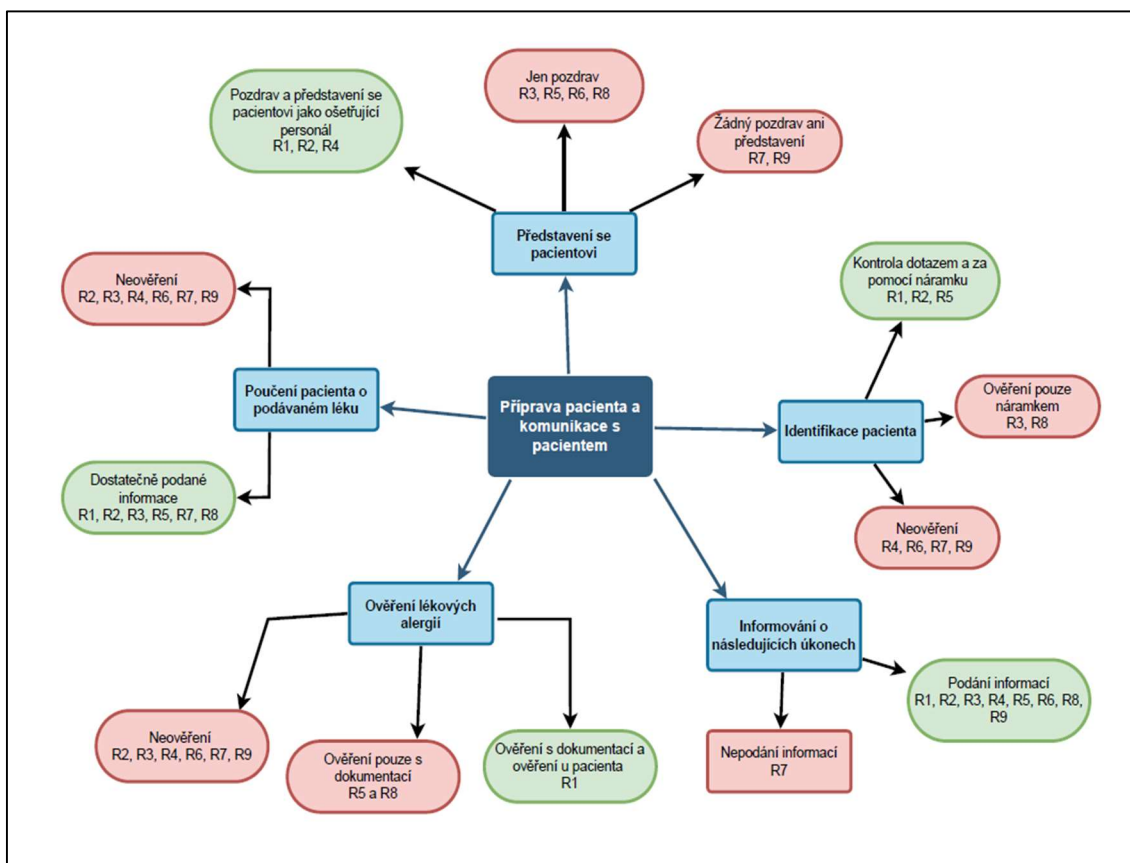 Jen pozdrav
R3, R5, R6, R8
Pozdrav a představení se
pacientovi jako ošetřující
personál
R1, R2, R4
Žádný pozdrav ani
představení
R7, R9
Představení se
pacientovi
Neověření
R2, R3, R4, R6, R7, R9
Kontrola dotazem a za
pomocí náramku
R1, R2, R5
Poučení pacienta o
podávaném léku
Příprava pacienta a
komunikace s
pacientem
Ověření pouze
náramkem
R3, R8
Identifikace pacienta
Dostatečně podané
informace
R1, R2, R3, R5, R7, R8
Neověření
R4, R6, R7, R9
Ověření lékových
alergií
Informování o
následujících úkonech
Podání informací
R1, R2, R3, R4, R5, R6, R8,
R9
Neověření
R2, R3, R4, R6, R7, R9
Ověření pouze s
dokumentací
R5 a R8
Ověření s dokumentací a
ověření u pacienta
R1
Nepodání informací
R7